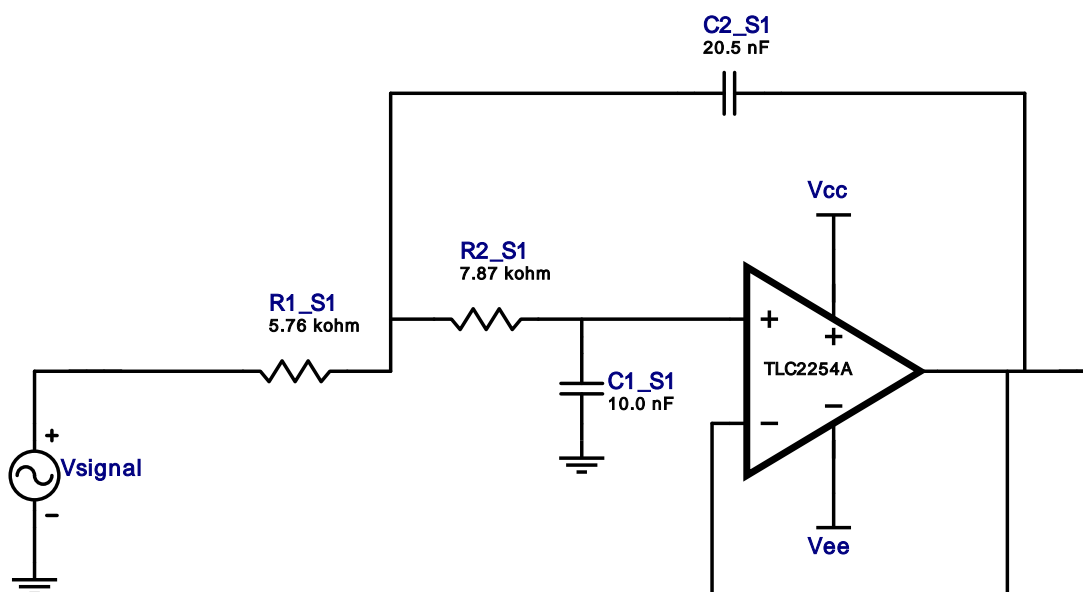 C2_S1
20.5 nF
Vcc
R2_S1
7.87 kohm
R1_S1
5.76 kohm
+
+
TLC2254A
C1_S1
10.0 nF
−
−
+
Vsignal
−
Vee